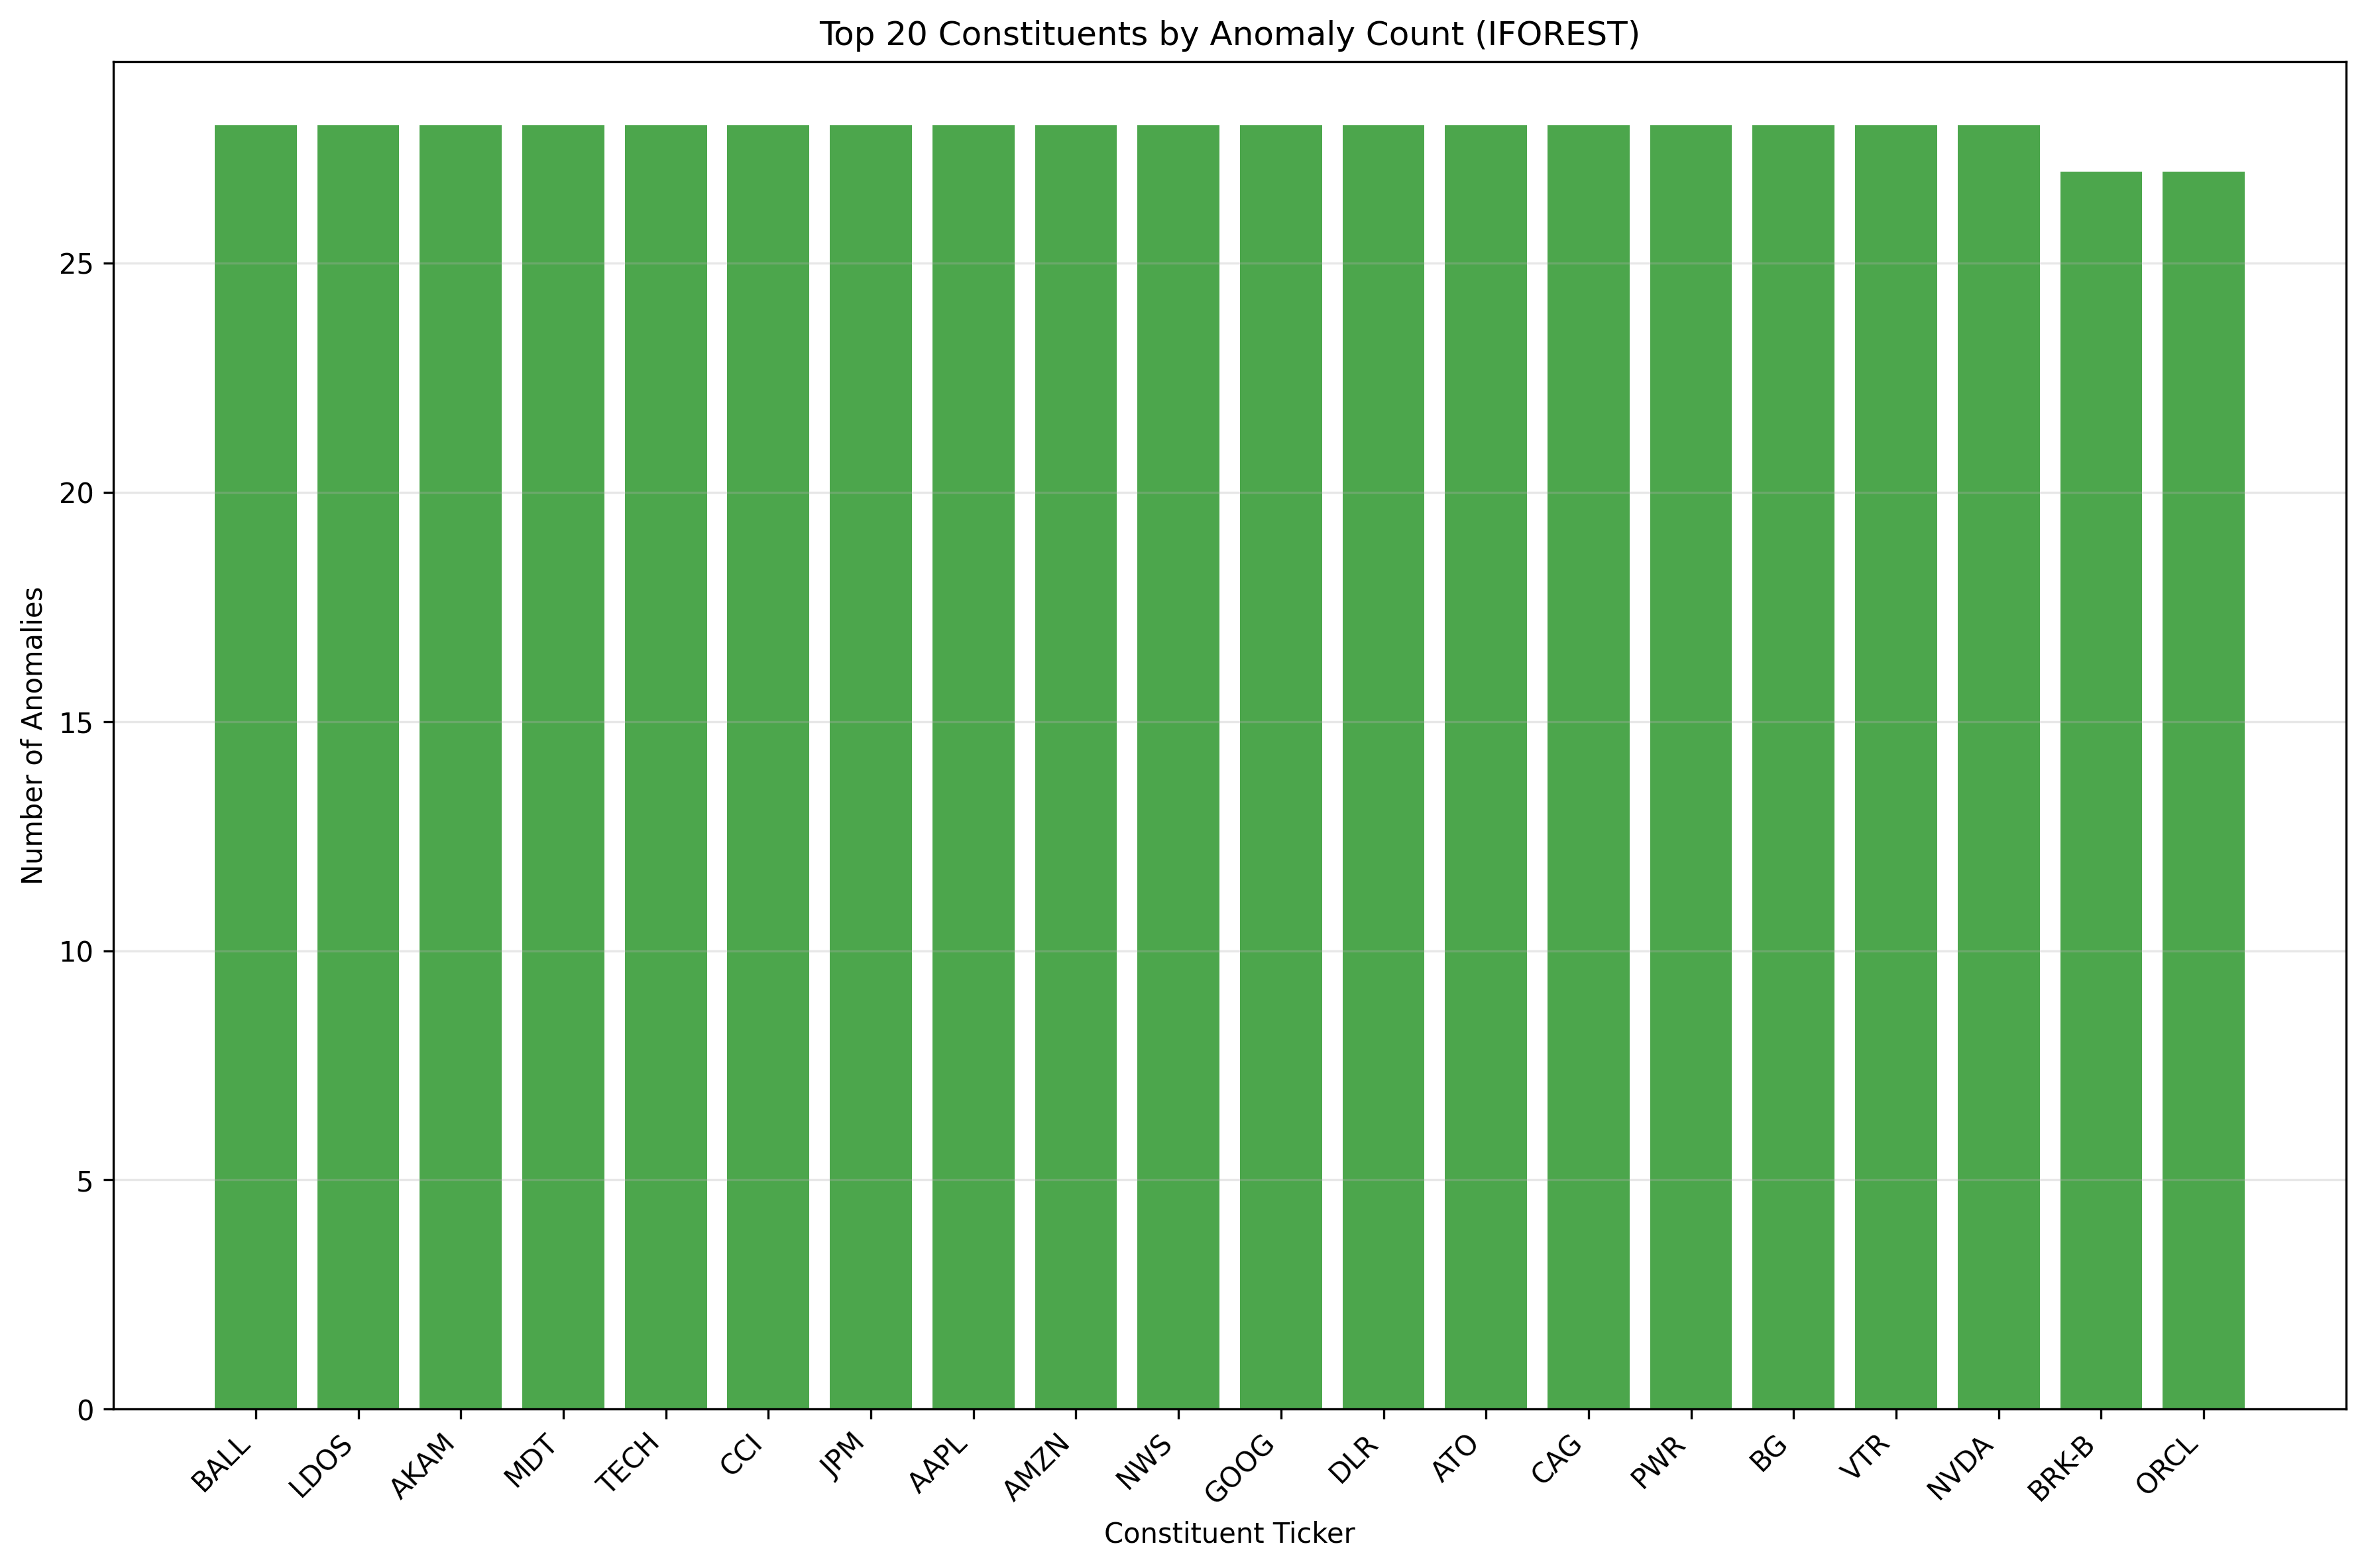 Top 20 Constituents by Anomaly Count (IFOREST)
Number of Anomalies
25
20
15
10
5
0
BALL
LDOS
AKAM
MDT
TECH
CCI
JPM
AAPL
AMZN
NWS
GOOG
DLR
ATO
CAG
PWR
BG
VTR
NVDA
BRK-B
ORCL
Constituent Ticker